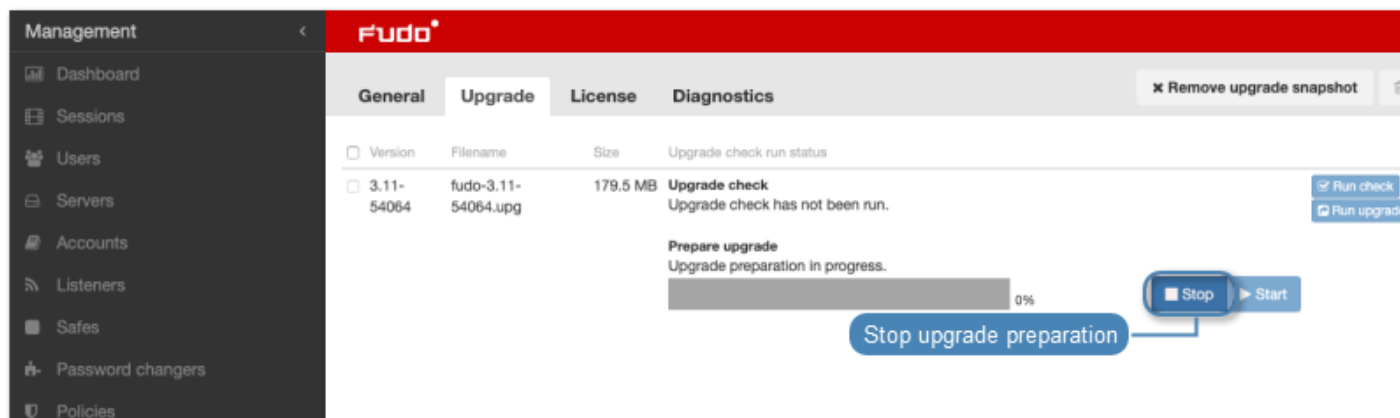 Management
Fudo
Dashboard
Sessions
Users
Servers
Accounts
Listeners
Safes
Password changers
Policies
General Upgrade License Diagnostics
Remove upgrade snapshot
Version Filename Size Upgrade check run status
3.11- fudo-3.11- 179.5 MB Upgrade check
54064 54064.upg Upgrade check has not been run.
Run check
Run upgrade
Prepare upgrade
Upgrade preparation in progress.
0%
Stop Start
Stop upgrade preparation